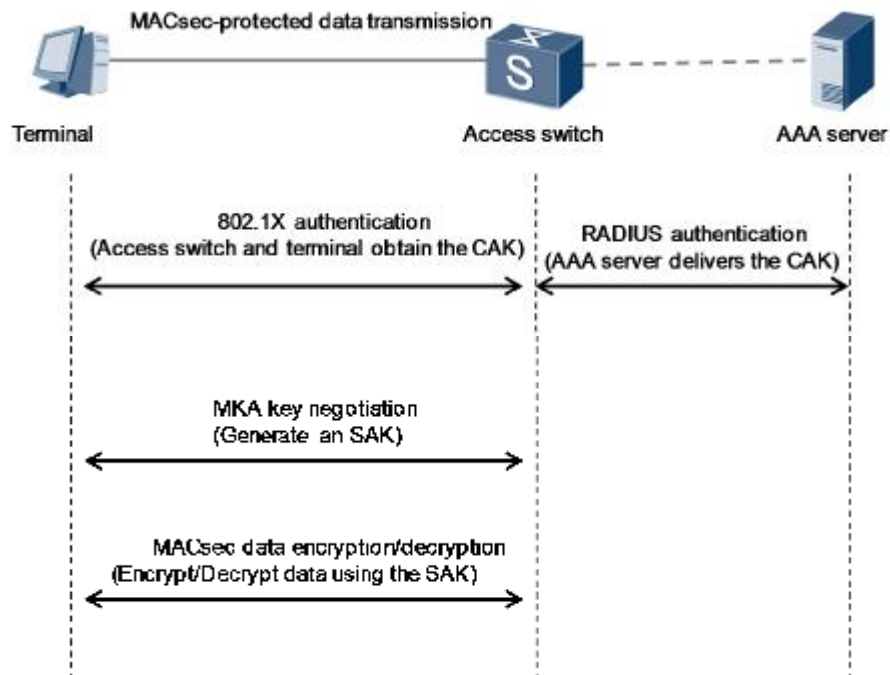 MACsec-protected data transmission
S
Terminal
Access switch
AAA server
802.1X authentication
(Access switch and terminal obtain the CAK)
RADIUS authentication
(AAA server delivers the CAK)
MKA key negotiation
(Generate an SAK)
MACsec data encryption/decryption
(Encrypt/Decrypt data using the SAK)